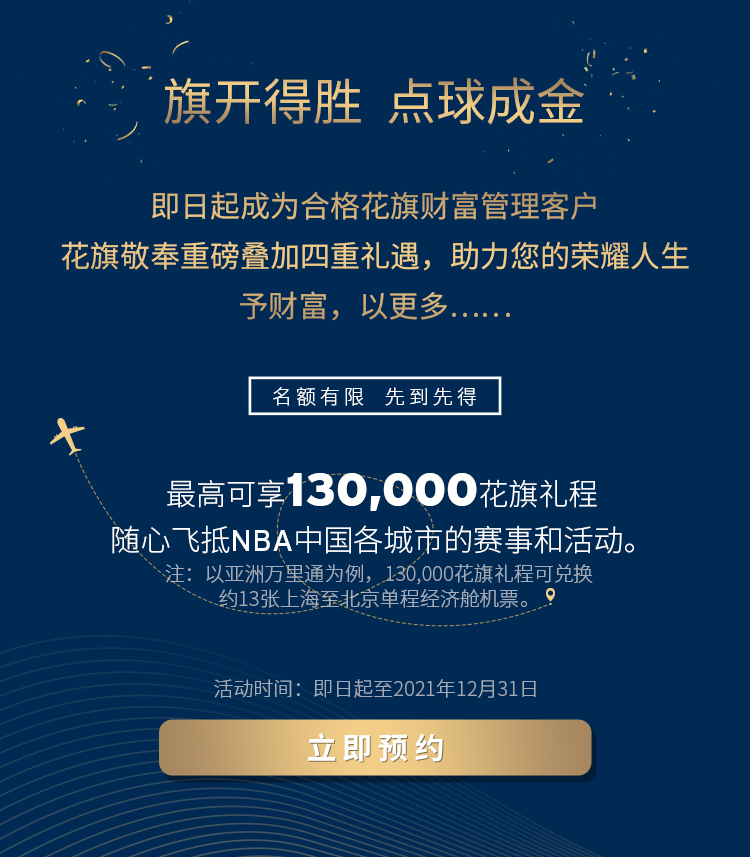 旗开得胜 点球成金
即日起成为合格花旗财富管理客户
花旗敬奉重磅叠加四重礼遇，助力您的荣耀人生
予财富，以更多……
名额有限 先到先得
最高可享130,000花旗礼程
随心飞抵NBA中国各城市的赛事和活动。
注：以亚洲万里通为例，130,000花旗礼程可兑换
约13张上海至北京单程经济舱机票。
活动时间：即日起至2021年12月31日
立即预约